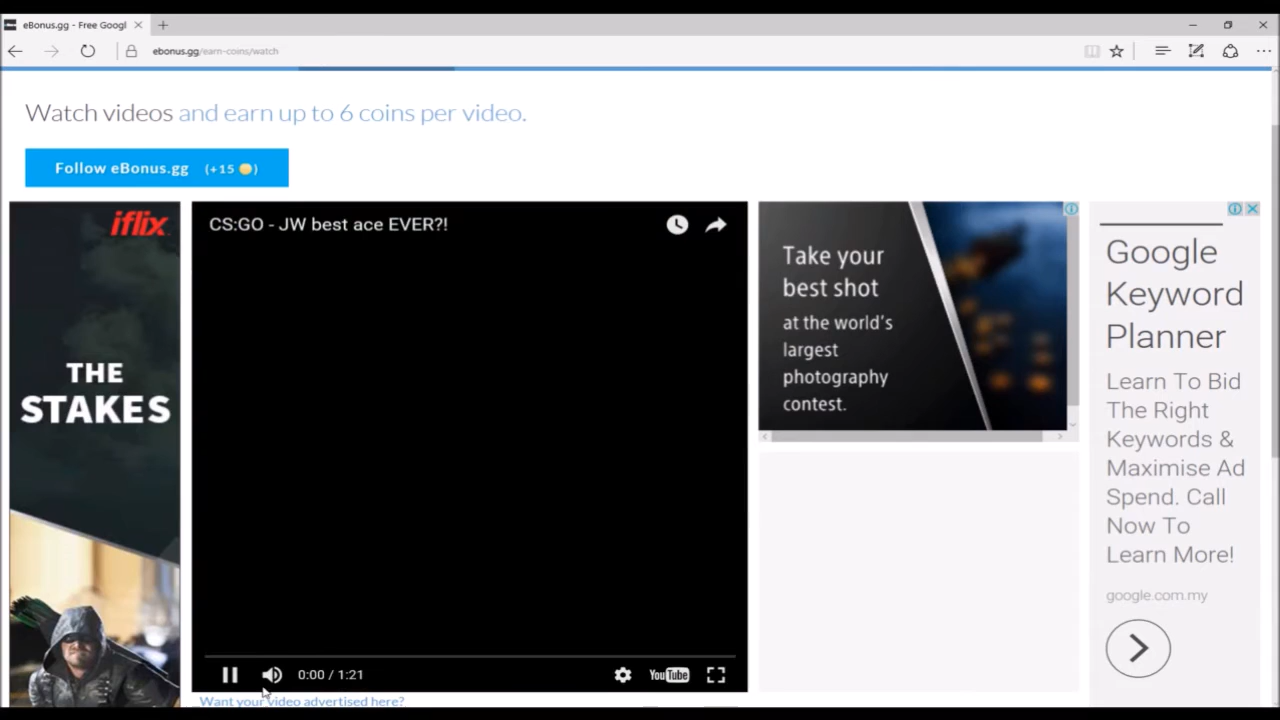 eBonus.gg - Free Googl
ebonus.gg/earn-coins/watch
Watch videos and earn up to 6 coins per video.
Follow eBonus.gg (+15 )
iflix
THE
STAKES
CS:GO - JW best ace EVER?!
0:00 / 1:21
YouTube
Want your video advertised here?
Take your
best shot
at the world's
largest
photography
contest.
Google
Keyword
Planner
Learn To Bid
The Right
Keywords &
Maximise Ad
Spend. Call
Now To
Learn More!
google.com.my